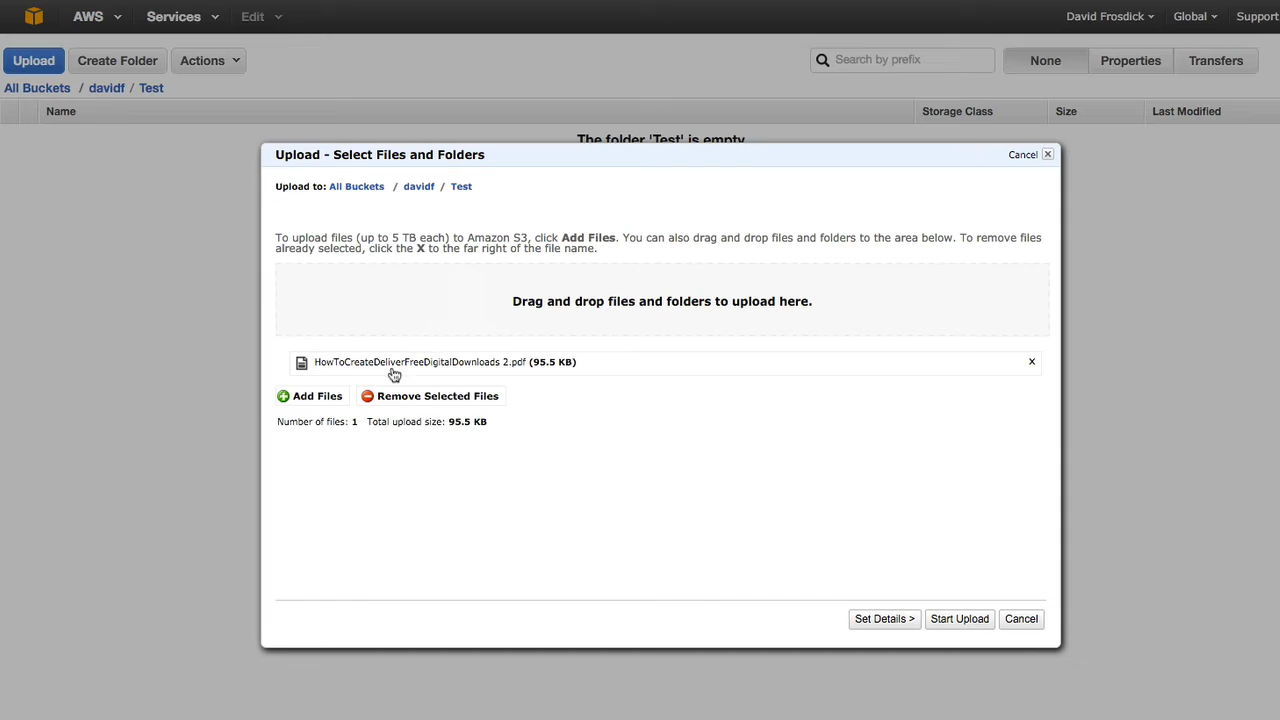 AWS Services Edit David Frosdick Global Support
Upload Create Folder Actions Search by prefix None Properties Transfers
All Buckets / davidf / Test
Name Storage Class Size Last Modified
The folder 'Test' is empty
Upload - Select Files and Folders Cancel
Upload to: All Buckets / davidf / Test
To upload files (up to 5 TB each) to Amazon S3, click Add Files. You can also drag and drop files and folders to the area below. To remove files
already selected, click the X to the far right of the file name.
Drag and drop files and folders to upload here.
HowToCreateDeliverFreeDigitalDownloads 2.pdf (95.5 KB) x
Add Files Remove Selected Files
Number of files: 1 Total upload size: 95.5 KB
Set Details > Start Upload Cancel